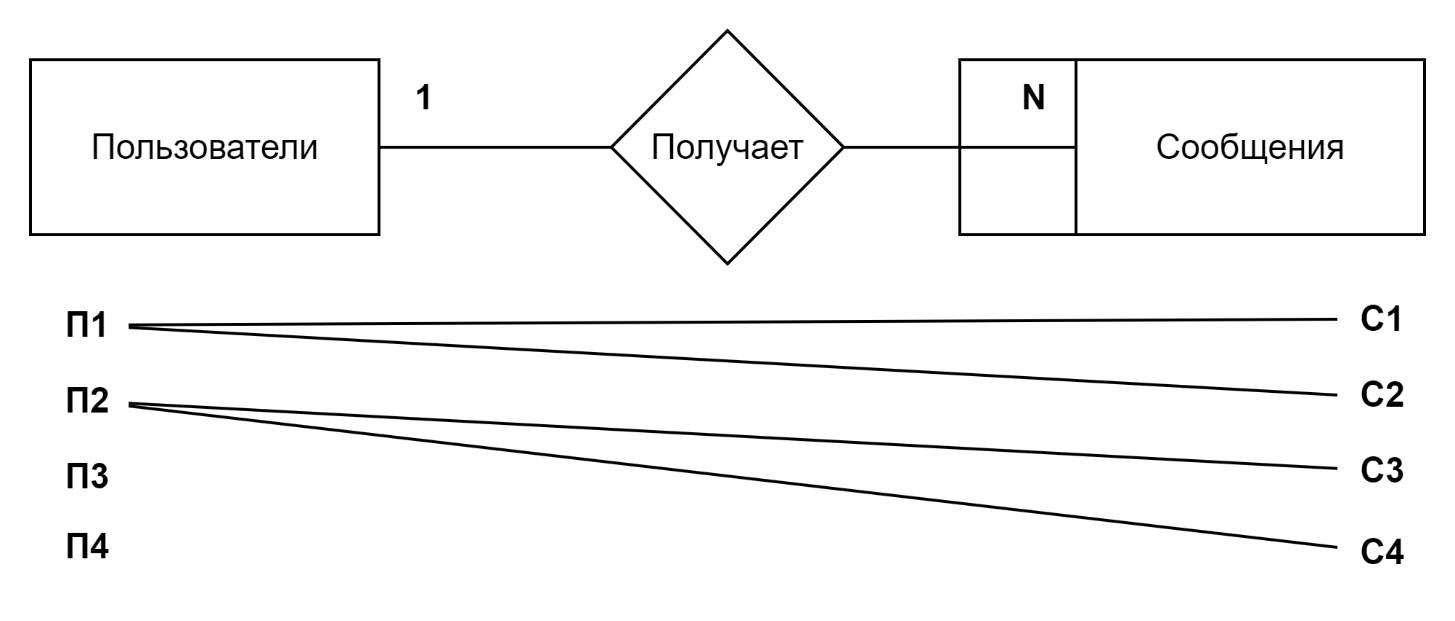 1
N
Пользователи
Получает
Сообщения
П1
С1
П2
С2
П3
С3
П4
С4